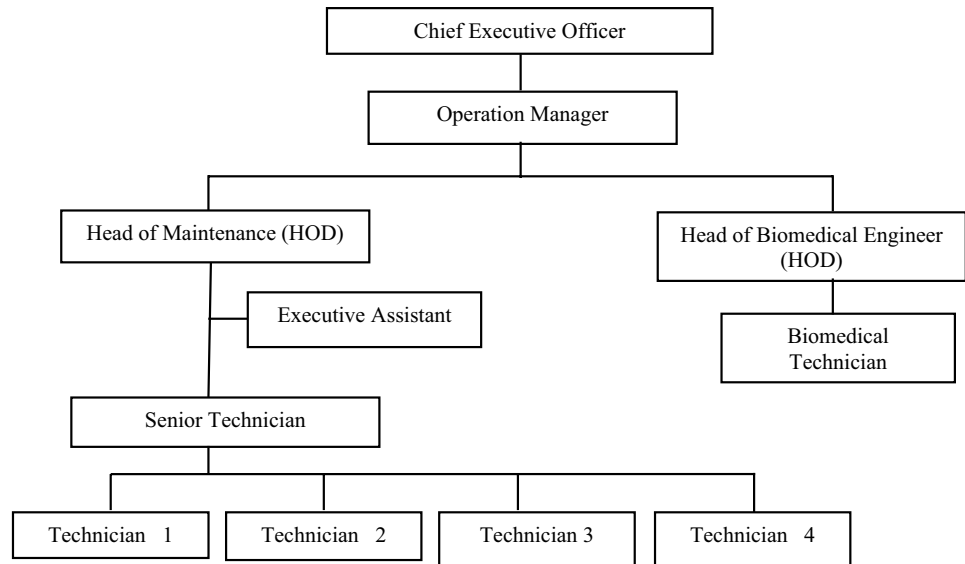 Chief Executive Officer
Operation Manager
Head of Maintenance (HOD)
Head of Biomedical Engineer
(HOD)
Executive Assistant
Biomedical
Technician
Senior Technician
Technician 1
Technician 2
Technician 3
Technician 4